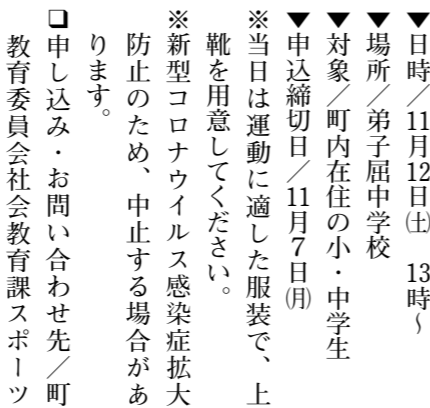 ▼日時／11月12日㈯　13時～
▼場所／弟子屈中学校
▼対象／町内在住の小・中学生
▼申込締切日／11月７日㈪
※当日は運動に適した服装で、上
靴を用意してください。
※新型コロナウイルス感染症拡大
防止のため、中止する場合があ
ります。
❑申し込み・お問い合わせ先／町
教育委員会社会教育課スポーツ